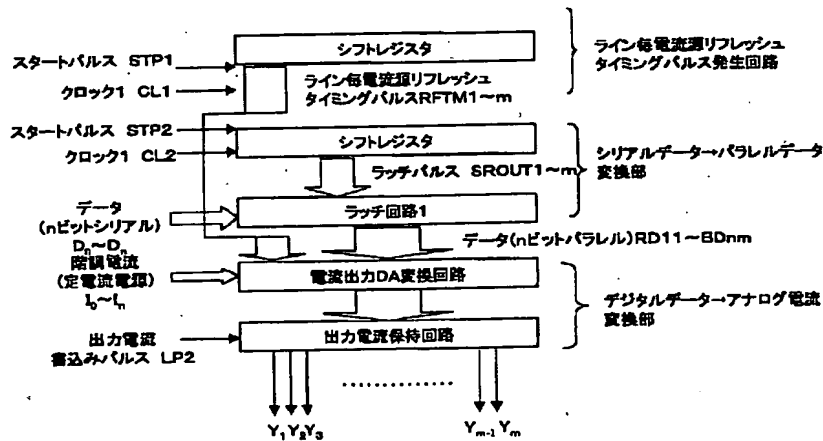 シフトレジスタ
ライン毎電流源リフレッシュ
タイミングパルス発生回路
スタートパルス STP1
クロック1 CL1
ライン毎電流源リフレッシュ
タイミングパルスRFTM1～m
スタートパルス STP2
シフトレジスタ
クロック1 CL2
シリアルデータ→パラレルデータ
変換部
ラッチパルス SROUT1～m
データ
(nビットシリアル)
Dn～Dn
ラッチ回路1
データ(nビットパラレル)RD11～BDnm
階調電流
(定電流電源)
I0～In
電流出力DA変換回路
デジタルデータ→アナログ電流
変換部
出力電流
書込みパルス LP2
出力電流保持回路
Y1 Y2 Y3
Ym-1 Ym